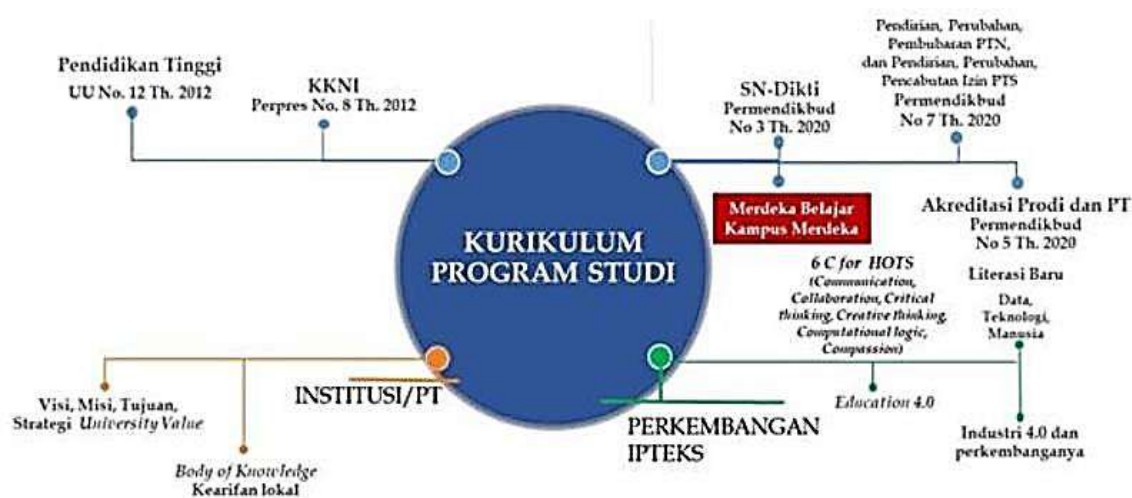 Pendidikan Tinggi
UU No. 12 Th. 2012
KKNI
Perpres No. 8 Th. 2012
SN-Dikti
Permendikbud
No 3 Th. 2020
Merdeka Belajar
Kampus Merdeka
Pendirian, Perubahan,
Pembubaran PTN,
dan Pendirian, Perubahan,
Pencabutan Izin PTS
Permendikbud
No 7 Th. 2020
Akreditasi Prodi dan PT
Permendikbud
No 5 Th. 2020
KURIKULUM
PROGRAM STUDI
6 C for HOTS
(Communication,
Collaboration, Critical
thinking, Creative thinking,
Computational logic,
Compassion)
Literasi Baru
Data,
Teknologi,
Manusia
INSTITUSI/PT
Visi, Misi, Tujuan,
Strategi University Value
Body of Knowledge
Kearifan lokal
PERKEMBANGAN
IPTEKS
Education 4.0
Industri 4.0 dan
perkembanganya